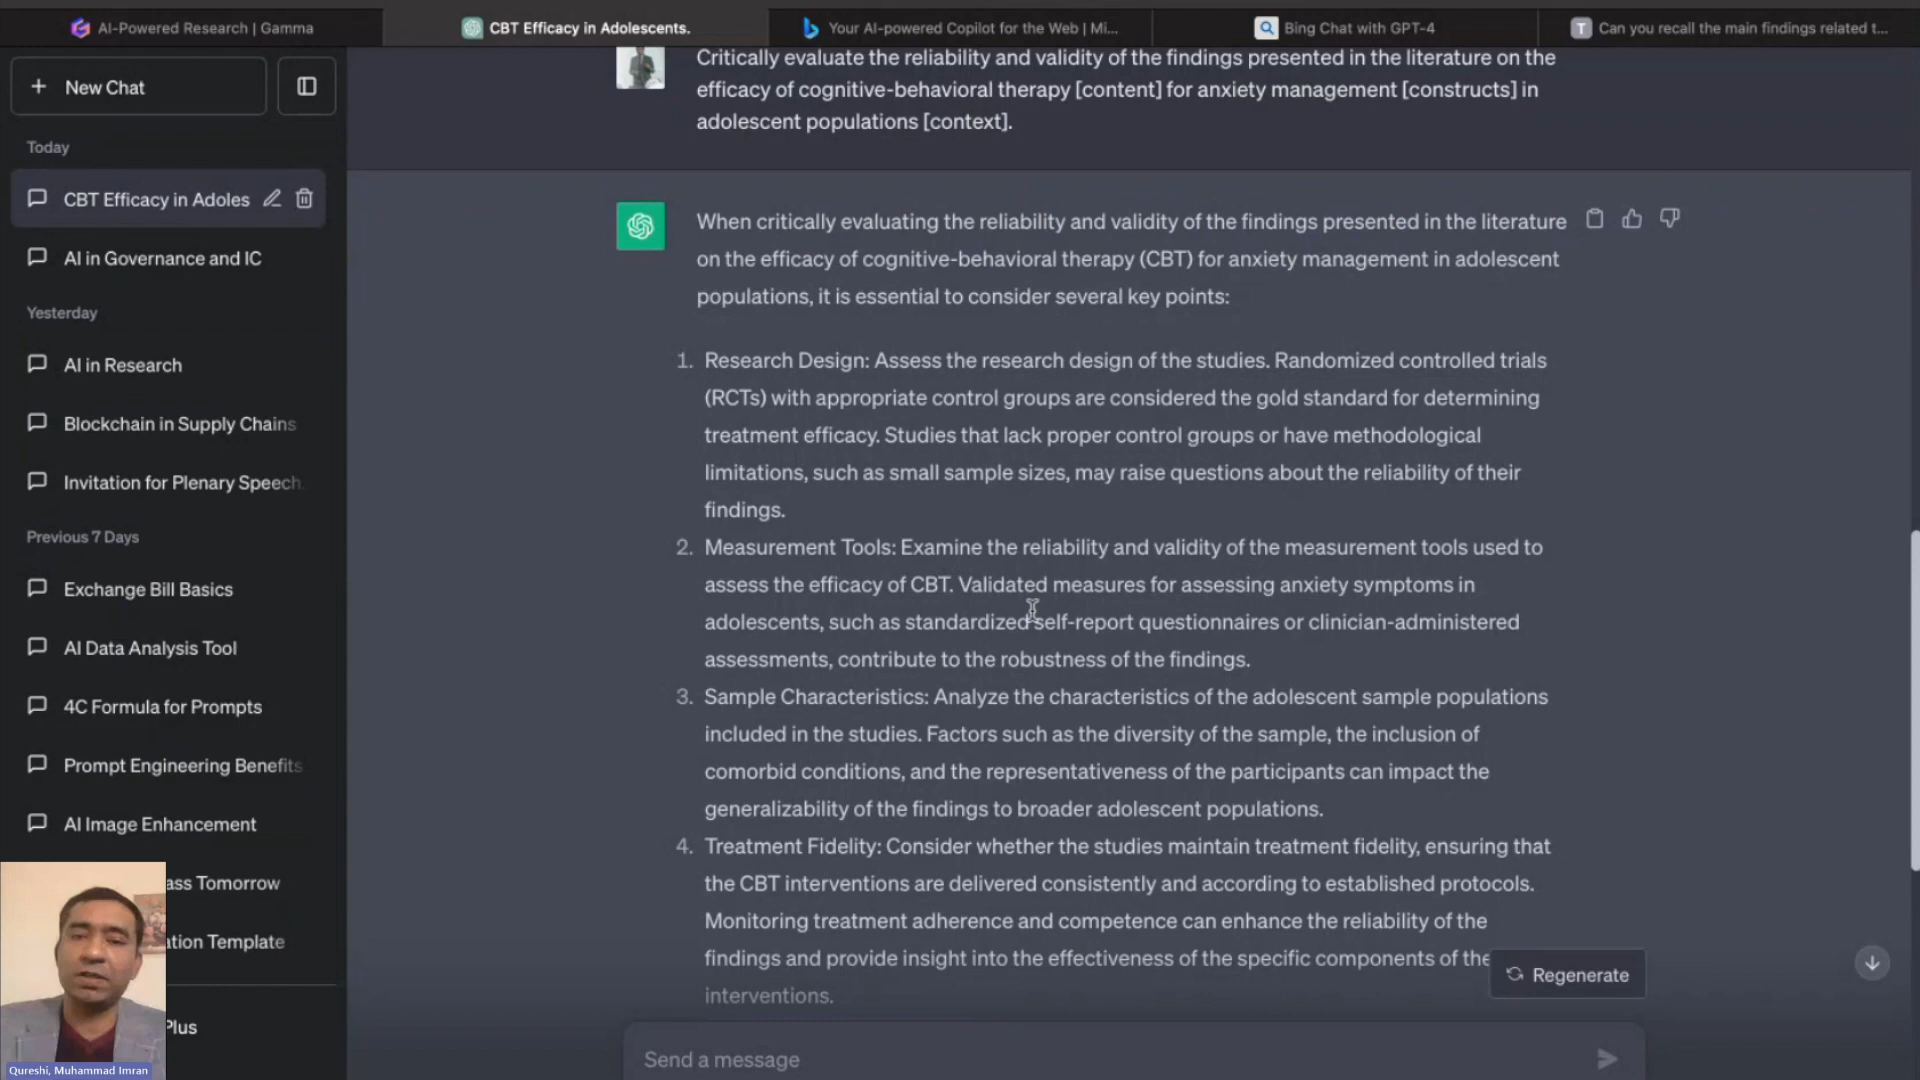 AI-Powered Research | Gamma
CBT Efficacy in Adolescents.
Your AI-powered Copilot for the Web | Mi...
Bing Chat with GPT-4
Can you recall the main findings related t...
New Chat
Today
CBT Efficacy in Adoles
AI in Governance and IC
Yesterday
AI in Research
Blockchain in Supply Chains
Invitation for Plenary Speech
Previous 7 Days
Exchange Bill Basics
AI Data Analysis Tool
4C Formula for Prompts
Prompt Engineering Benefits
AI Image Enhancement
ass Tomorrow
ation Template
Plus
Qureshi, Muhammad Imran
Critically evaluate the reliability and validity of the findings presented in the literature on the
efficacy of cognitive-behavioral therapy [content] for anxiety management [constructs] in
adolescent populations [context].
When critically evaluating the reliability and validity of the findings presented in the literature
on the efficacy of cognitive-behavioral therapy (CBT) for anxiety management in adolescent
populations, it is essential to consider several key points:
1. Research Design: Assess the research design of the studies. Randomized controlled trials
(RCTs) with appropriate control groups are considered the gold standard for determining
treatment efficacy. Studies that lack proper control groups or have methodological
limitations, such as small sample sizes, may raise questions about the reliability of their
findings.
2. Measurement Tools: Examine the reliability and validity of the measurement tools used to
assess the efficacy of CBT. Validated measures for assessing anxiety symptoms in
adolescents, such as standardized self-report questionnaires or clinician-administered
assessments, contribute to the robustness of the findings.
3. Sample Characteristics: Analyze the characteristics of the adolescent sample populations
included in the studies. Factors such as the diversity of the sample, the inclusion of
comorbid conditions, and the representativeness of the participants can impact the
generalizability of the findings to broader adolescent populations.
4. Treatment Fidelity: Consider whether the studies maintain treatment fidelity, ensuring that
the CBT interventions are delivered consistently and according to established protocols.
Monitoring treatment adherence and competence can enhance the reliability of the
findings and provide insight into the effectiveness of the specific components of the
interventions.
Regenerate
Send a message